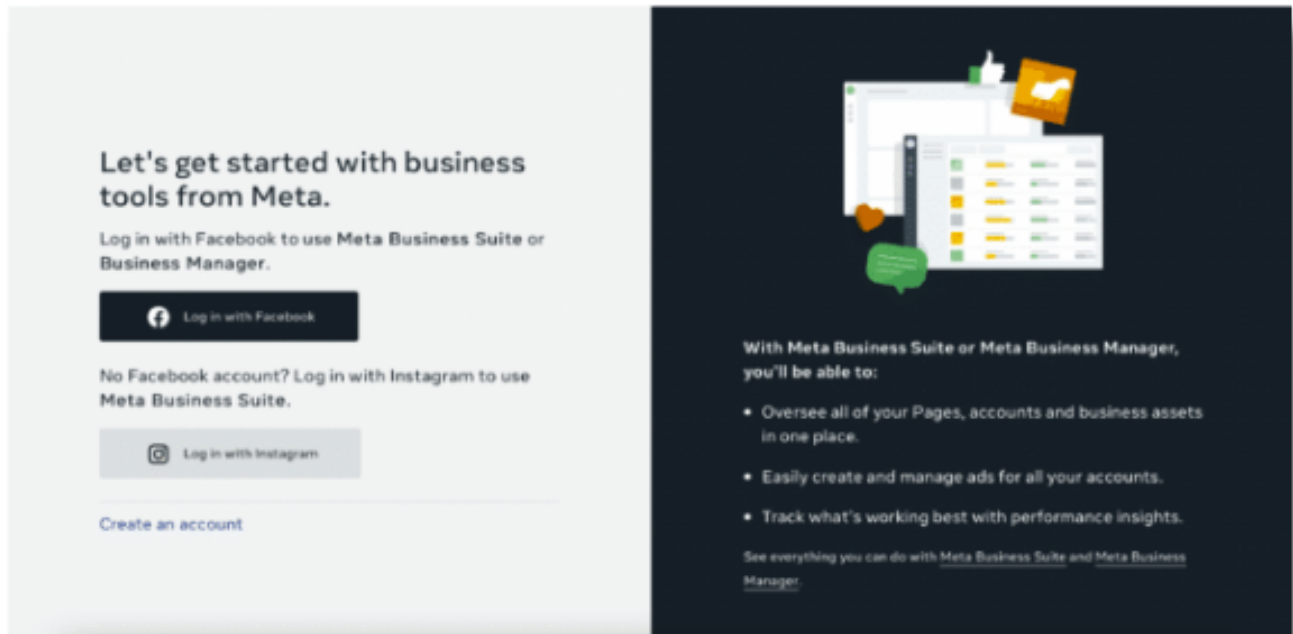 Let's get started with business
tools from Meta.
Log in with Facebook to use Meta Business Suite or
Business Manager.
Log in with Facebook
No Facebook account? Log in with Instagram to use
Meta Business Suite.
Log in with Instagram
Create an account
With Meta Business Suite or Meta Business Manager,
you'll be able to:
• Oversee all of your Pages, accounts and business assets
in one place.
• Easily create and manage ads for all your accounts.
• Track what's working best with performance insights.
See everything you can do with Meta Business Suite and Meta Business
Manager.